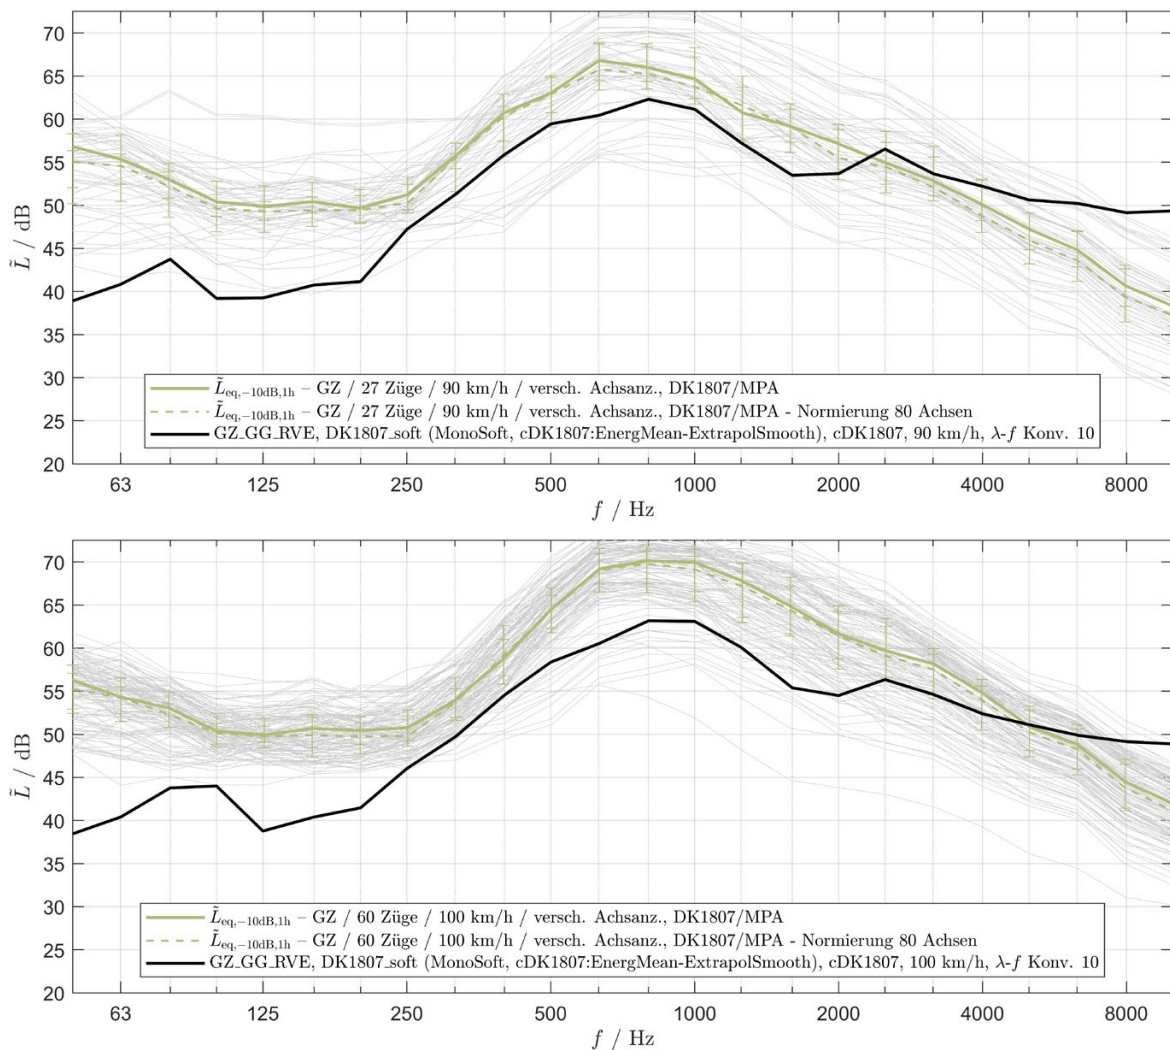 70
65
60
55
50
45
40
35
30
25
20
L̃ / dB
L̃eq,−10dB,1h – GZ / 27 Züge / 90 km/h / versch. Achsanz., DK1807/MPA
L̃eq,−10dB,1h – GZ / 27 Züge / 90 km/h / versch. Achsanz., DK1807/MPA - Normierung 80 Achsen
GZ_GG_RVE, DK1807_soft (MonoSoft, cDK1807:EnergMean-ExtrapolSmooth), cDK1807, 90 km/h, λ-f Konv. 10
63 125 250 500 1000 2000 4000 8000
f / Hz
70
65
60
55
50
45
40
35
30
25
20
L̃ / dB
L̃eq,−10dB,1h – GZ / 60 Züge / 100 km/h / versch. Achsanz., DK1807/MPA
L̃eq,−10dB,1h – GZ / 60 Züge / 100 km/h / versch. Achsanz., DK1807/MPA - Normierung 80 Achsen
GZ_GG_RVE, DK1807_soft (MonoSoft, cDK1807:EnergMean-ExtrapolSmooth), cDK1807, 100 km/h, λ-f Konv. 10
63 125 250 500 1000 2000 4000 8000
f / Hz